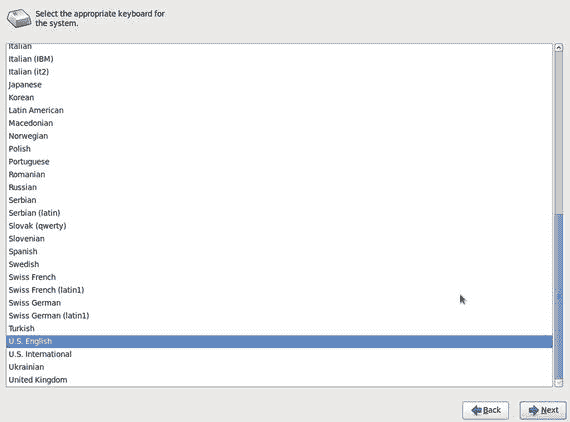 Select the appropriate keyboard for
the system.
Italian
Italian (IBM)
Italian (it2)
Japanese
Korean
Latin American
Macedonian
Norwegian
Polish
Portuguese
Romanian
Russian
Serbian
Serbian (latin)
Slovak (qwerty)
Slovenian
Spanish
Swedish
Swiss French
Swiss French (latin1)
Swiss German
Swiss German (latin1)
Turkish
U.S. English
U.S. International
Ukrainian
United Kingdom
Back
Next